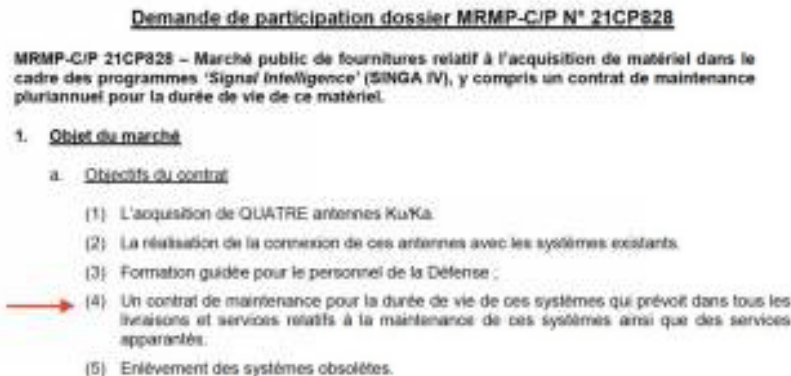 Demande de participation dossier MRMP-C/P N° 21CP828
MRMP-C/P 21CP828 – Marché public de fournitures relatif à l'acquisition de matériel dans le
cadre des programmes 'Signal Intelligence' (SINGA IV), y compris un contrat de maintenance
pluriannuel pour la durée de vie de ce matériel.
1. Objet du marché
a. Objectifs du contrat
(1) L'acquisition de QUATRE antennes Ku/Ka.
(2) La réalisation de la connexion de ces antennes avec les systèmes existants.
(3) Formation guidée pour le personnel de la Défense ;
(4) Un contrat de maintenance pour la durée de vie de ces systèmes qui prévoit dans tous les
livraisons et services relatifs à la maintenance de ces systèmes ainsi que des services
apparantés.
(5) Enlèvement des systèmes obsolètes.